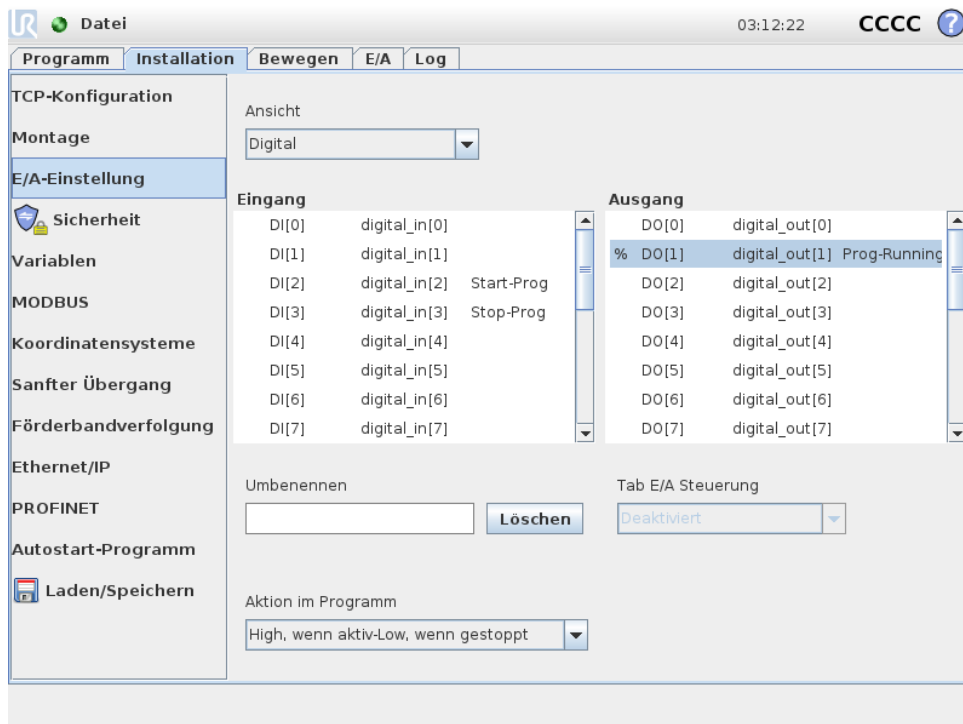 UR Datei 03:12:22 CCCC ?
Programm Installation Bewegen E/A Log
TCP-Konfiguration
Montage
E/A-Einstellung
Sicherheit
Variablen
MODBUS
Koordinatensysteme
Sanfter Übergang
Förderbandverfolgung
Ethernet/IP
PROFINET
Autostart-Programm
Laden/Speichern
Ansicht
Digital
Eingang
DI[0] digital_in[0]
DI[1] digital_in[1]
DI[2] digital_in[2] Start-Prog
DI[3] digital_in[3] Stop-Prog
DI[4] digital_in[4]
DI[5] digital_in[5]
DI[6] digital_in[6]
DI[7] digital_in[7]
Ausgang
DO[0] digital_out[0]
% DO[1] digital_out[1] Prog-Running
DO[2] digital_out[2]
DO[3] digital_out[3]
DO[4] digital_out[4]
DO[5] digital_out[5]
DO[6] digital_out[6]
DO[7] digital_out[7]
Umbenennen
Löschen
Tab E/A Steuerung
Deaktiviert
Aktion im Programm
High, wenn aktiv-Low, wenn gestoppt